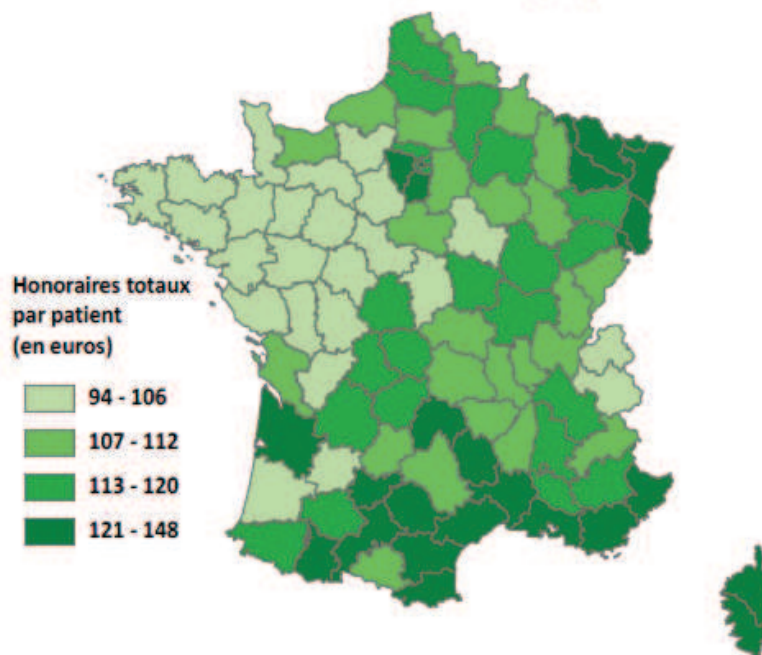 Honoraires totaux
par patient
(en euros)
94 - 106
107 - 112
113 - 120
121 - 148